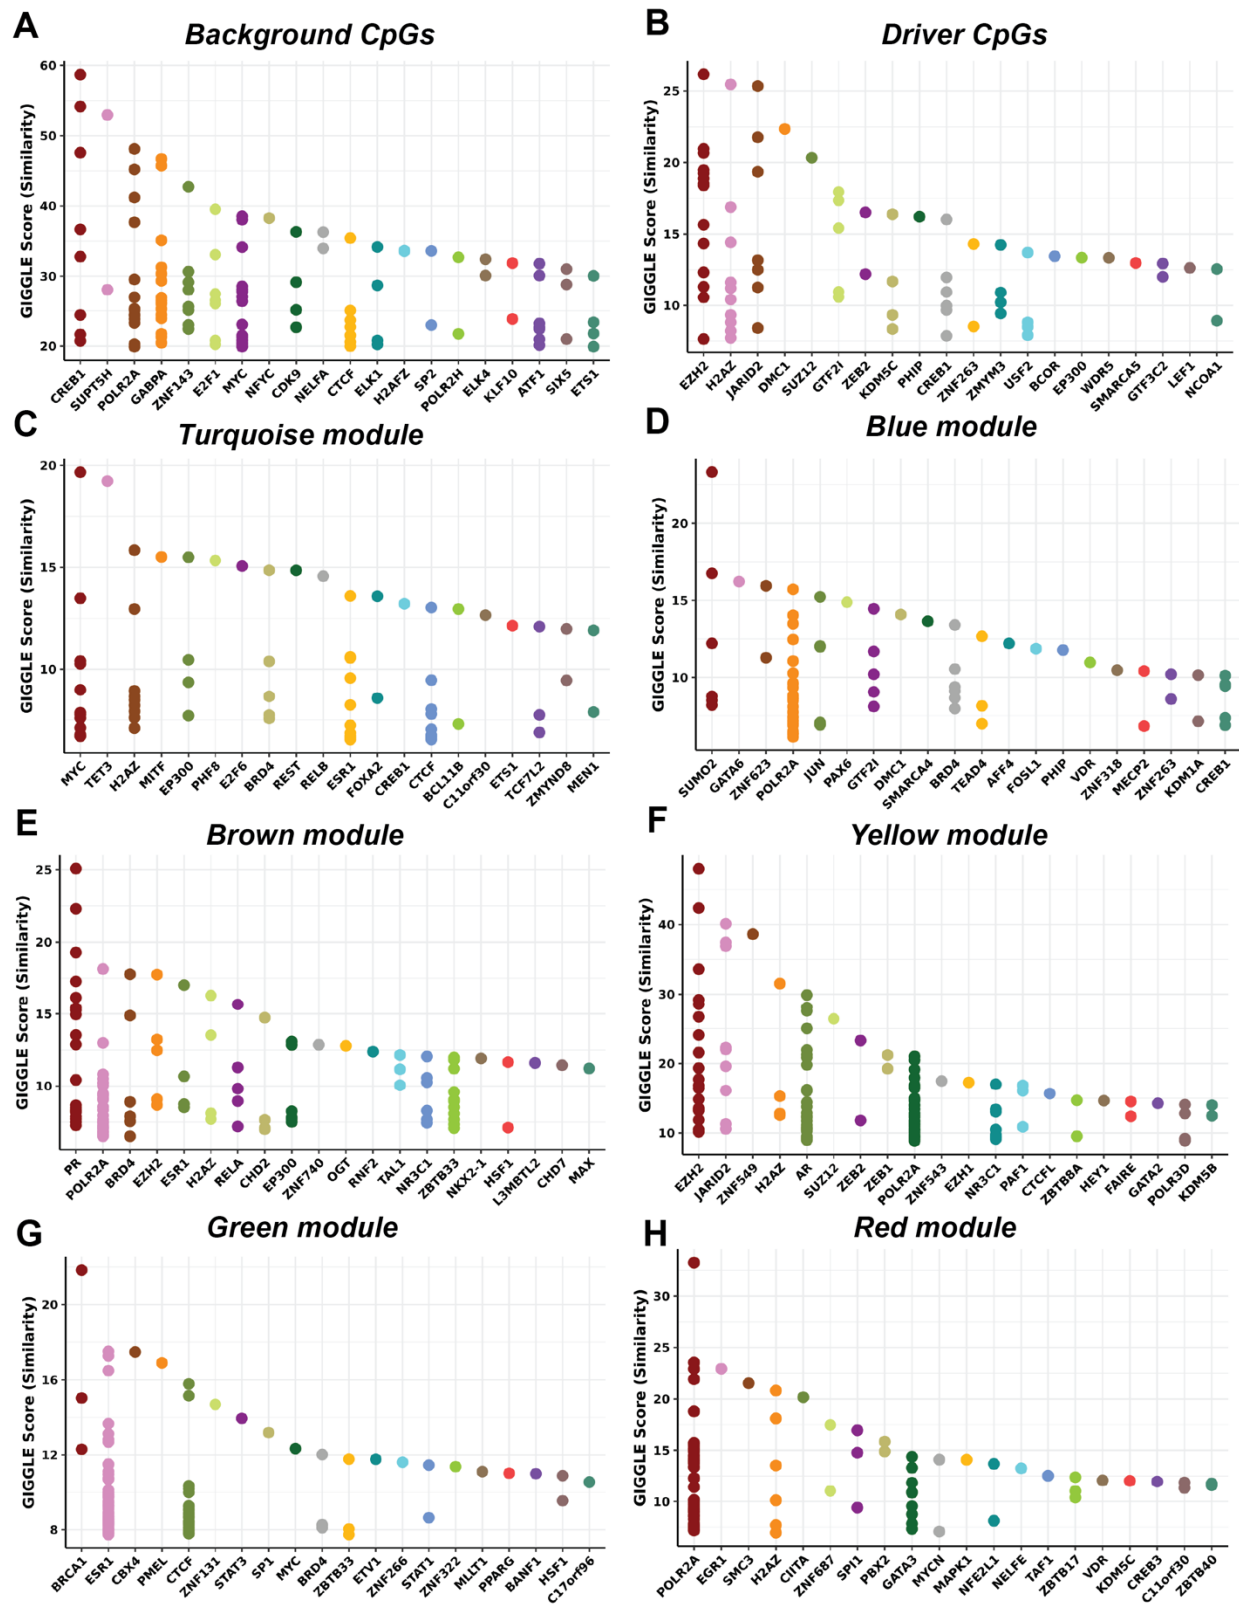 A
Background CpGs
GIGGLE Score (Similarity)
60
50
40
30
20
CREB1
SUPT5H
POLR2A
GABPA
ZNF143
E2F1
MYC
NFYC
CDK9
NELFA
CTCF
ELK1
H2AFZ
SP2
POLR2H
ELK4
KLF10
ATF1
SIX5
ETS1
B
Driver CpGs
GIGGLE Score (Similarity)
25
20
15
10
EZH2
H2AZ
JARID2
DMC1
SUZ12
GTF2I
ZEB2
KDM5C
PHIP
CREB1
ZNF263
ZMYM3
USF2
BCOR
EP300
WDR5
SMARCA5
GTF3C2
LEF1
NCOA1
C
Turquoise module
GIGGLE Score (Similarity)
20
15
10
MYC
TET3
H2AZ
MITF
EP300
PHF8
E2F6
BRD4
REST
RELB
ESR1
FOXA2
CREB1
CTCF
BCL11B
C11orf30
ETS1
TCF7L2
ZMYND8
MEN1
D
Blue module
GIGGLE Score (Similarity)
20
15
10
SUMO2
GATA6
ZNF623
POLR2A
JUN
PAX6
GTF2I
DMC1
SMARCA4
BRD4
TEAD4
AFF4
FOSL1
PHIP
VDR
ZNF318
MECP2
ZNF263
KDM1A
CREB1
E
Brown module
GIGGLE Score (Similarity)
25
20
15
10
PR
POLR2A
BRD4
EZH2
ESR1
H2AZ
RELA
CHD2
EP300
ZNF740
OGT
RNF2
TAL1
NR3C1
ZBTB33
NKX2-1
HSF1
L3MBTL2
CHD7
MAX
F
Yellow module
GIGGLE Score (Similarity)
40
30
20
10
EZH2
JARID2
ZNF549
H2AZ
AR
SUZ12
ZEB2
ZEB1
POLR2A
ZNF543
EZH1
NR3C1
PAF1
CTCFL
ZBTB8A
HEY1
FAIRE
GATA2
POLR3D
KDM5B
G
Green module
GIGGLE Score (Similarity)
20
16
12
8
BRCA1
ESR1
CBX4
PMEL
CTCF
ZNF131
STAT3
SP1
MYC
BRD4
ZBTB33
ETV1
ZNF266
STAT1
ZNF322
MLLT1
PPARG
BANF1
HSF1
C17orf96
H
Red module
GIGGLE Score (Similarity)
30
25
20
15
10
POLR2A
EGR1
SMC3
H2AZ
CIITA
ZNF687
SPI1
PBX2
GATA3
MYCN
MAPK1
NFE2L1
NELFE
TAF1
ZBTB17
VDR
KDM5C
CREB3
C11orf30
ZBTB40